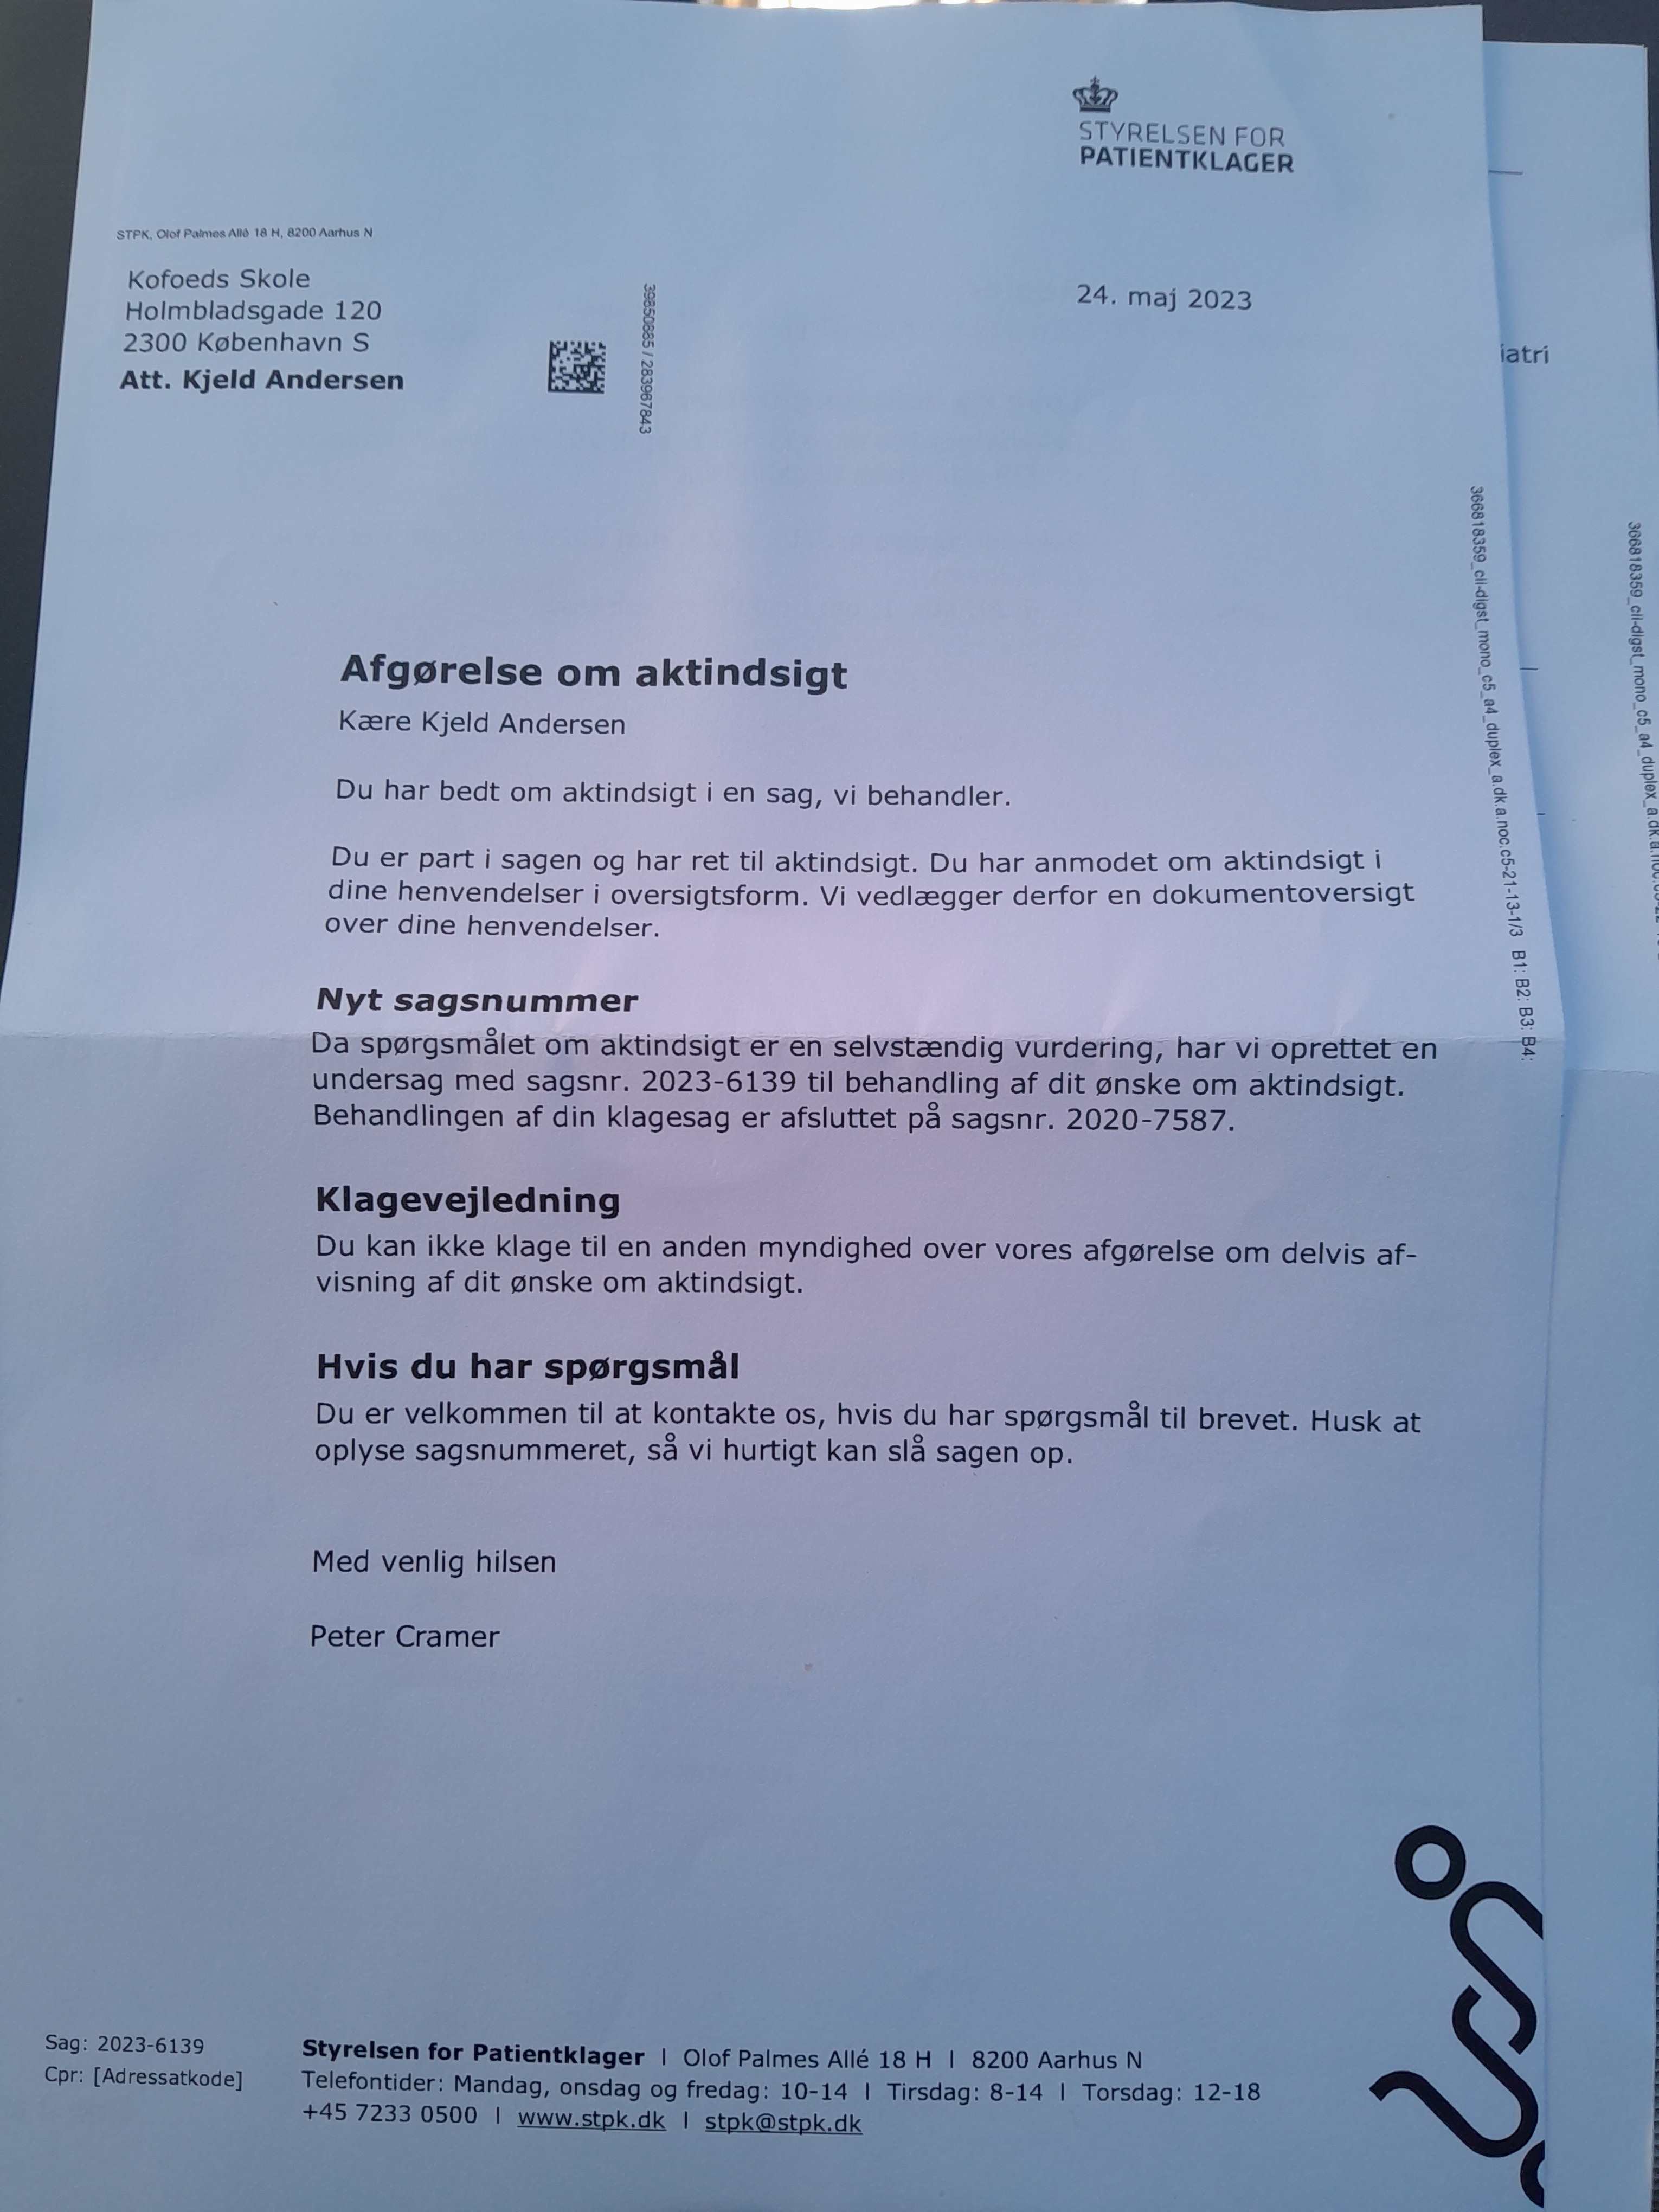 STYRELSEN FOR
PATIENTKLAGER
STPK, Olof Palmes Allé 18 H, 8200 Aarhus N
Kofoeds Skole
Holmbladsgade 120
2300 København S
Att. Kjeld Andersen
39850885 / 283967843
24. maj 2023
iatri
Afgørelse om aktindsigt
Kære Kjeld Andersen
Du har bedt om aktindsigt i en sag, vi behandler.
Du er part i sagen og har ret til aktindsigt. Du har anmodet om aktindsigt i
dine henvendelser i oversigtsform. Vi vedlægger derfor en dokumentoversigt
over dine henvendelser.
Nyt sagsnummer
Da spørgsmålet om aktindsigt er en selvstændig vurdering, har vi oprettet en
undersag med sagsnr. 2023-6139 til behandling af dit ønske om aktindsigt.
Behandlingen af din klagesag er afsluttet på sagsnr. 2020-7587.
Klagevejledning
Du kan ikke klage til en anden myndighed over vores afgørelse om delvis af-
visning af dit ønske om aktindsigt.
Hvis du har spørgsmål
Du er velkommen til at kontakte os, hvis du har spørgsmål til brevet. Husk at
oplyse sagsnummeret, så vi hurtigt kan slå sagen op.
Med venlig hilsen
Peter Cramer
366818359_cli-digst_mono_c5_a4_duplex_a.dk.a.noc.c5-21-13-1/3 B1: B2: B3: B4:
366818359_cli-digst_mono_c5_a4_duplex
Sag: 2023-6139
Cpr: [Adressatkode]
Styrelsen for Patientklager | Olof Palmes Allé 18 H | 8200 Aarhus N
Telefontider: Mandag, onsdag og fredag: 10-14 | Tirsdag: 8-14 | Torsdag: 12-18
+45 7233 0500 | www.stpk.dk | stpk@stpk.dk